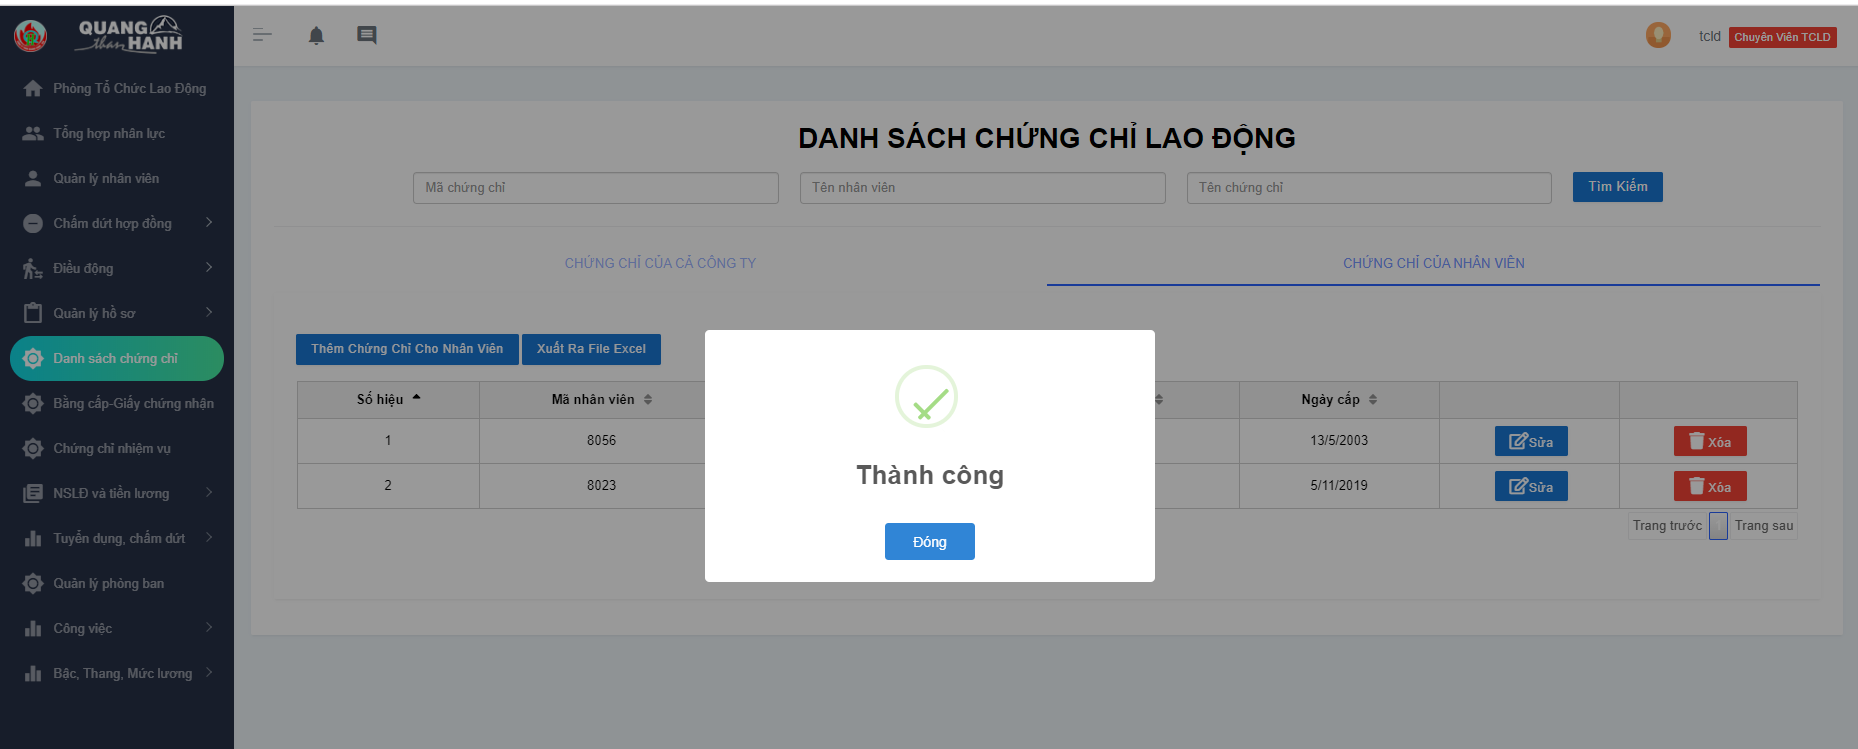 QUANG
than HANH
tcld
Chuyên Viên TCLD
Phòng Tổ Chức Lao Động
Tổng hợp nhân lực
Quản lý nhân viên
Chấm dứt hợp đồng
Điều động
Quản lý hồ sơ
Danh sách chứng chỉ
Bằng cấp-Giấy chứng nhận
Chứng chỉ nhiệm vụ
NSLĐ và tiền lương
Tuyển dụng, chấm dứt
Quản lý phòng ban
Công việc
Bậc, Thang, Mức lương
DANH SÁCH CHỨNG CHỈ LAO ĐỘNG
Mã chứng chỉ
Tên nhân viên
Tên chứng chỉ
Tìm Kiếm
CHỨNG CHỈ CỦA CẢ CÔNG TY
CHỨNG CHỈ CỦA NHÂN VIÊN
Thêm Chứng Chỉ Cho Nhân Viên
Xuất Ra File Excel
Số hiệu Mã nhân viên Ngày cấp
1 8056 13/5/2003 Sửa Xóa
2 8023 5/11/2019 Sửa Xóa
Trang trước Trang sau
Thành công
Đóng